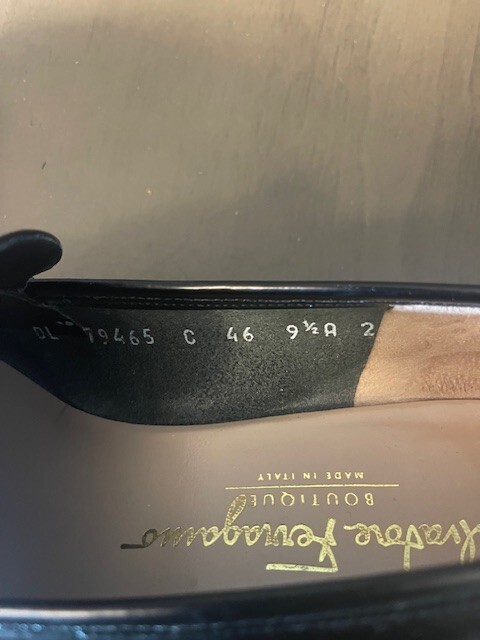 DL 79465 C 46 9½A 2
Salvatore Ferragamo
BOUTIQUE
MADE IN ITALY